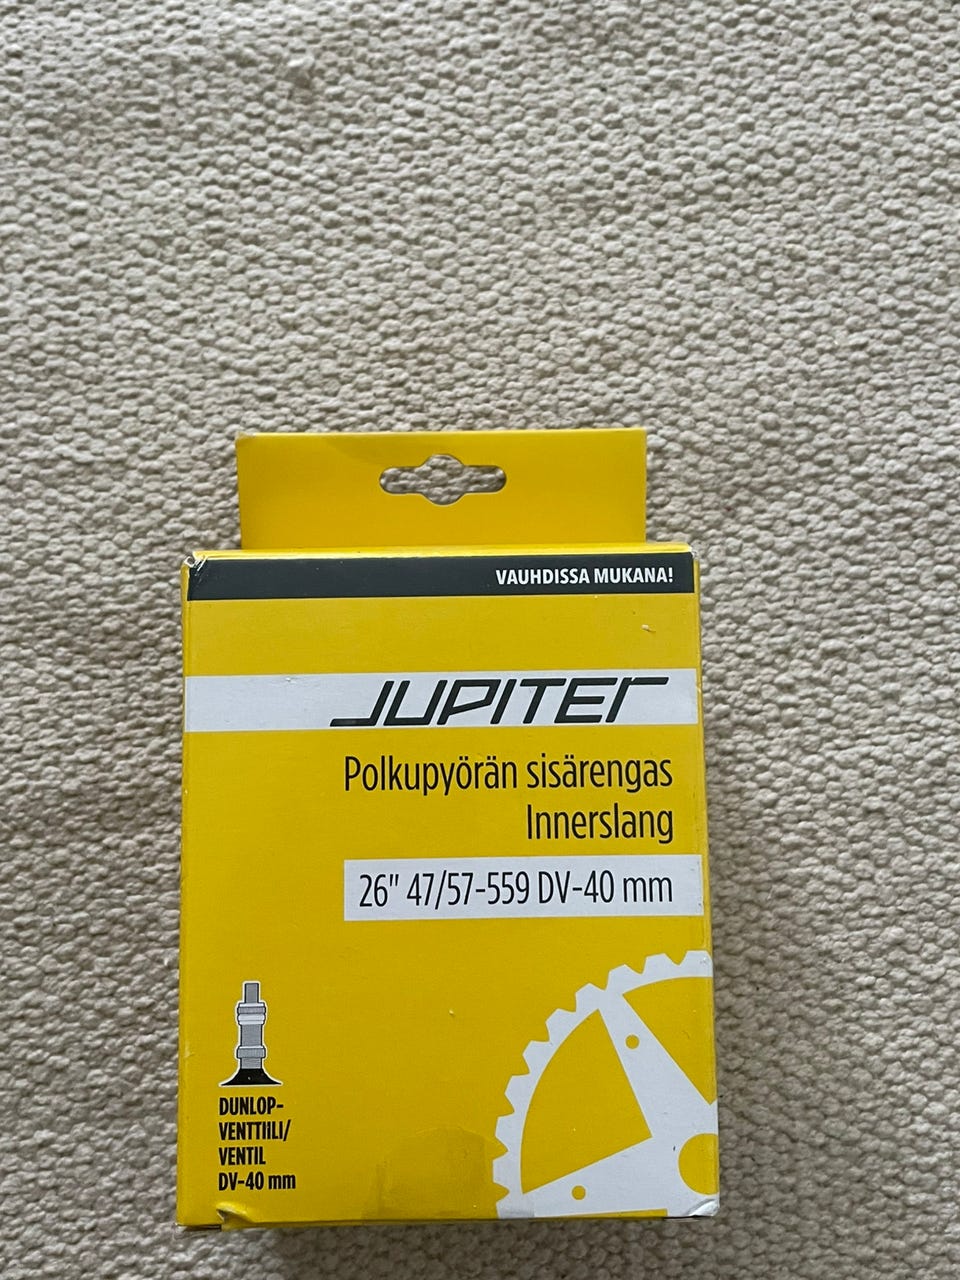 VAUHDISSA MUKANA!
JUPITER
Polkupyörän sisärengas
Innerslang
26" 47/57-559 DV-40 mm
DUNLOP-
VENTTIILI/
VENTIL
DV-40 mm